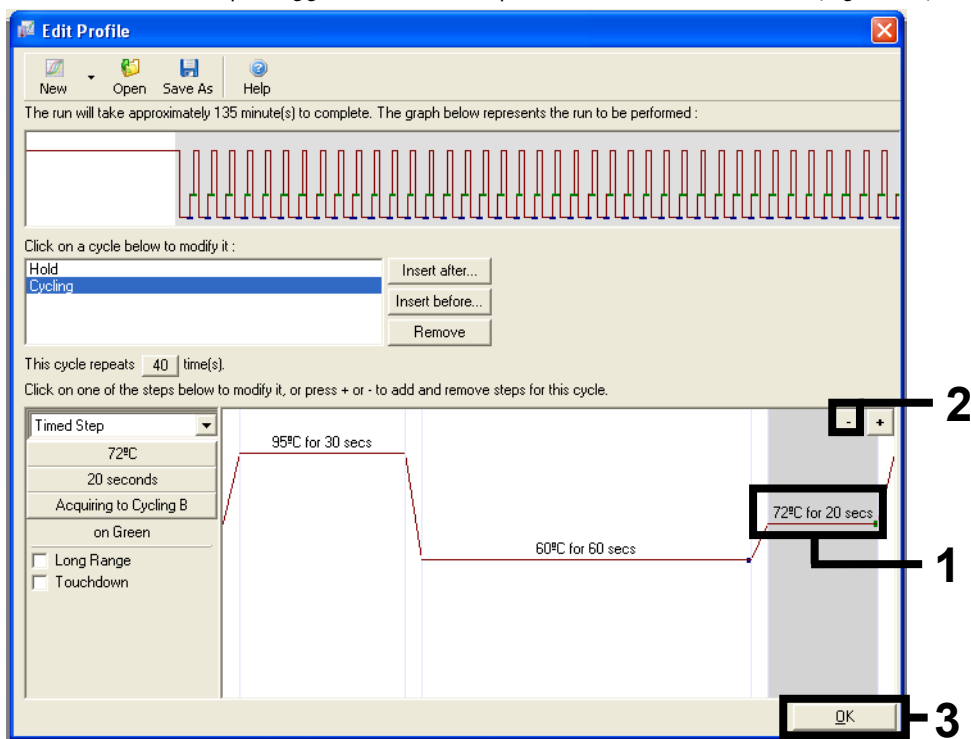 Edit Profile
New Open Save As Help
The run will take approximately 135 minute(s) to complete. The graph below represents the run to be performed :
Click on a cycle below to modify it :
Hold
Cycling
Insert after...
Insert before...
Remove
This cycle repeats 40 time(s).
Click on one of the steps below to modify it, or press + or - to add and remove steps for this cycle.
Timed Step
72ºC
20 seconds
Acquiring to Cycling B
on Green
Long Range
Touchdown
95ºC for 30 secs
60ºC for 60 secs
72ºC for 20 secs
- +
2
1
OK
3